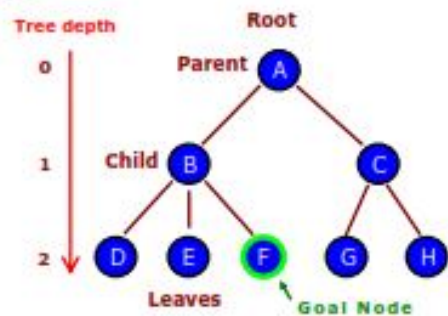 Root
Tree depth
0
Parent
A
1
Child
B
C
2
D
E
F
G
H
Leaves
Goal Node